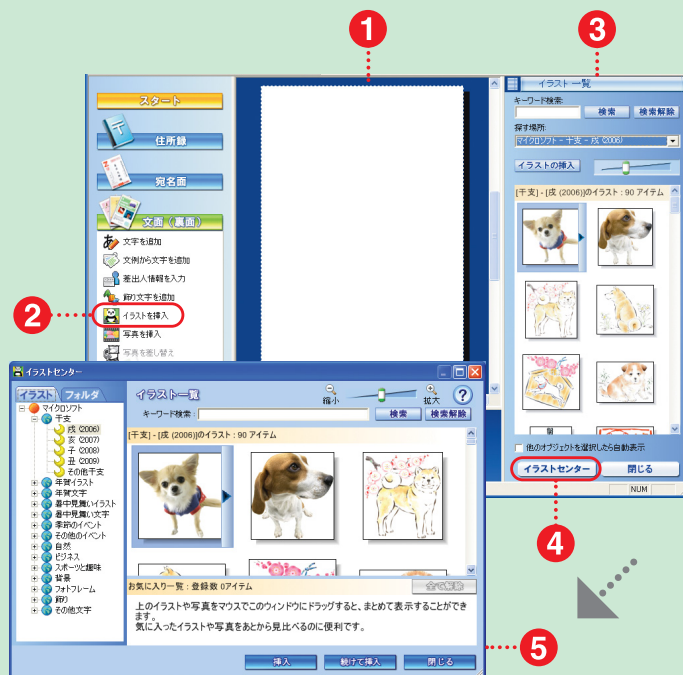 1
3
スタート
住所録
宛名面
文面（裏面）
あ 文字を追加
文例から文字を追加
差出人情報を入力
飾り文字を追加
2
イラストを挿入
写真を挿入
写真を差し替え
イラスト一覧
キーワード検索:
検索 検索解除
探す場所:
マイクロソフト - 干支 - 戌 (2006)
イラストの挿入
[干支] - [戌 (2006)]のイラスト : 90 アイテム
他のオブジェクトを選択したら自動表示
イラストセンター 閉じる
NUM
4
イラストセンター
イラスト フォルダ
マイクロソフト
干支
戌 (2006)
亥 (2007)
子 (2008)
丑 (2009)
その他干支
年賀イラスト
年賀文字
暑中見舞いイラスト
暑中見舞い文字
季節のイベント
その他のイベント
自然
ビジネス
スポーツと趣味
背景
フォトフレーム
飾り
その他文字
イラスト一覧
縮小 拡大 ?
キーワード検索 :
検索 検索解除
[干支] - [戌 (2006)]のイラスト : 90 アイテム
お気に入り一覧 : 登録数 0アイテム
全て解除
上のイラストや写真をマウスでこのウィンドウにドラッグすると、まとめて表示することができ
ます。
気に入ったイラストや写真をあとから見比べるのに便利です。
挿入 続けて挿入 閉じる
5